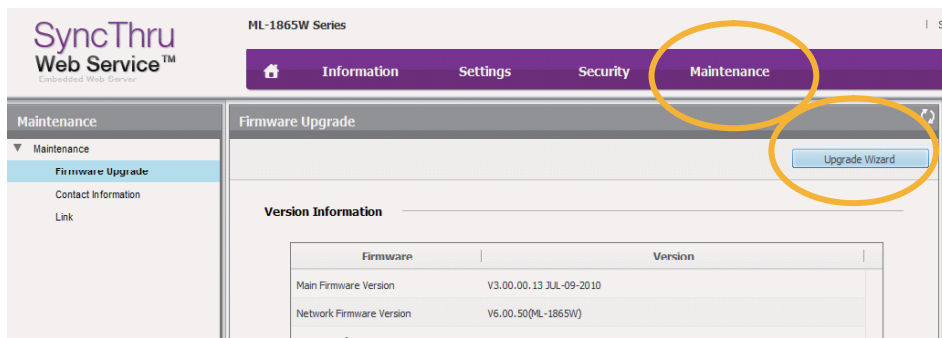 SyncThru
Web Service™
Embedded Web Server
ML-1865W Series
Information Settings Security Maintenance
Maintenance
Maintenance
Firmware Upgrade
Contact Information
Link
Firmware Upgrade
Upgrade Wizard
Version Information
Firmware Version
Main Firmware Version V3.00.00.13 JUL-09-2010
Network Firmware Version V6.00.50(ML-1865W)